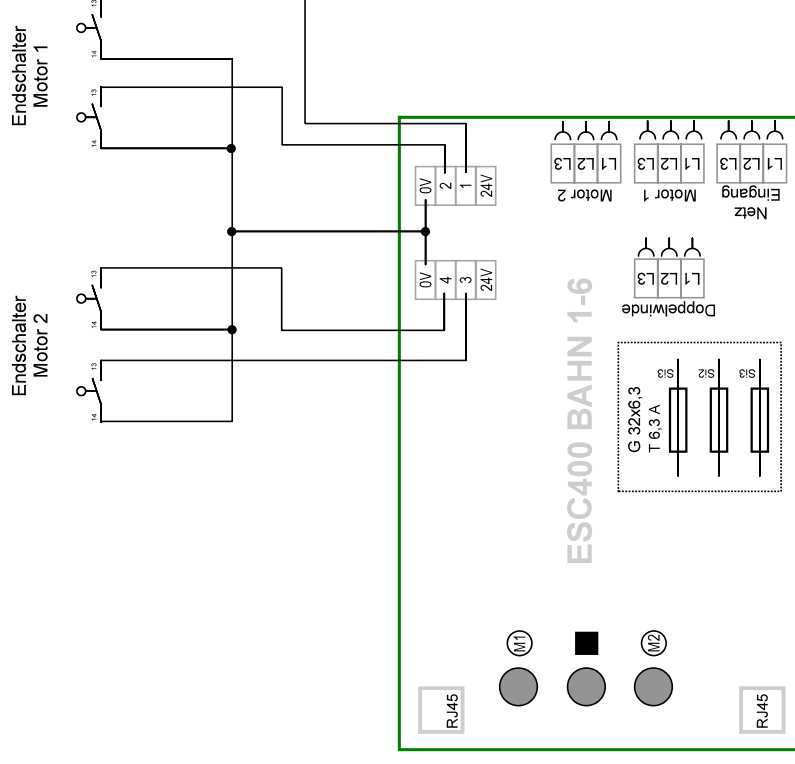 Endschalter
Motor 1
13
14
13
14
Endschalter
Motor 2
13
14
13
14
0V
2
1
24V
0V
4
3
24V
L3 L2 L1
Motor 2
L3 L2 L1
Motor 1
L3 L2 L1
Netz
Eingang
L3 L2 L1
Doppelwinde
ESC400 BAHN 1-6
G 32x6,3
T 6,3 A
Si3
Si2
Si3
M1
M2
RJ45
RJ45